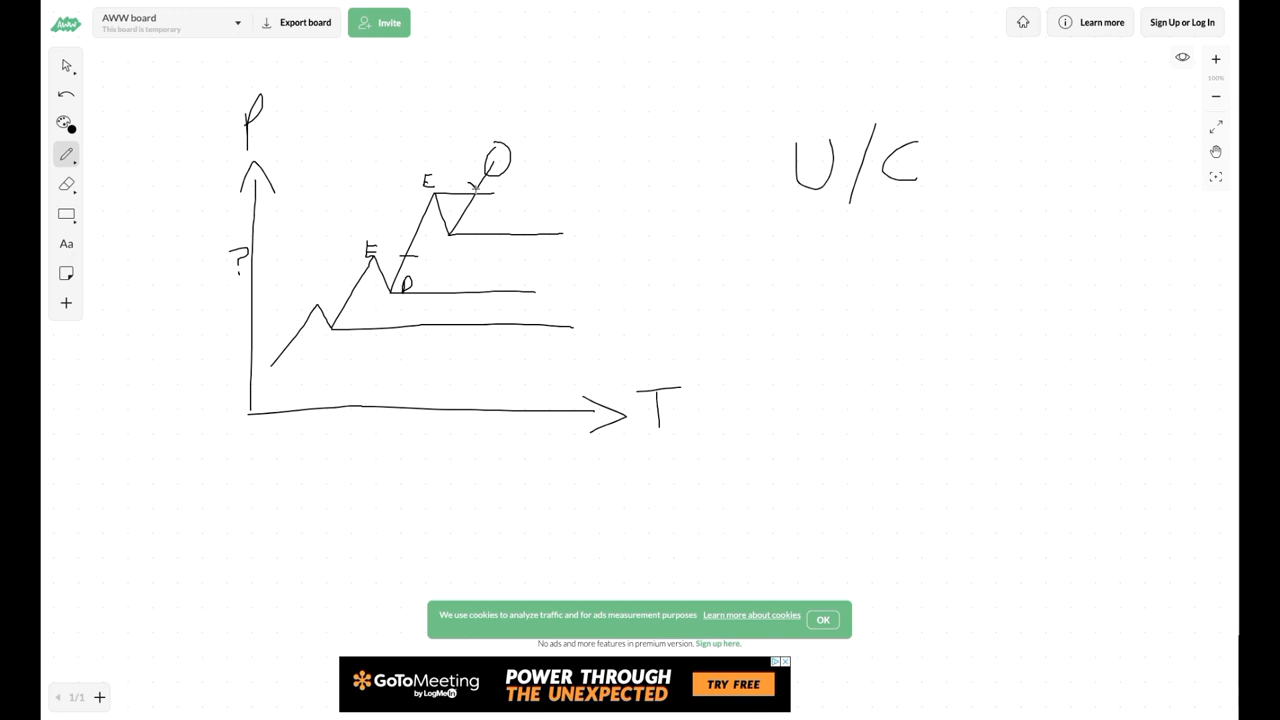 AWW
AWW board
This board is temporary
Export board
Invite
Learn more
Sign Up or Log In
100%
P
U/C
E
E
?
D
T
Aa
We use cookies to analyze traffic and for ads measurement purposes Learn more about cookies OK
No ads and more features in premium version. Sign up here.
GoToMeeting
by LogMeIn
POWER THROUGH
THE UNEXPECTED
TRY FREE
1/1